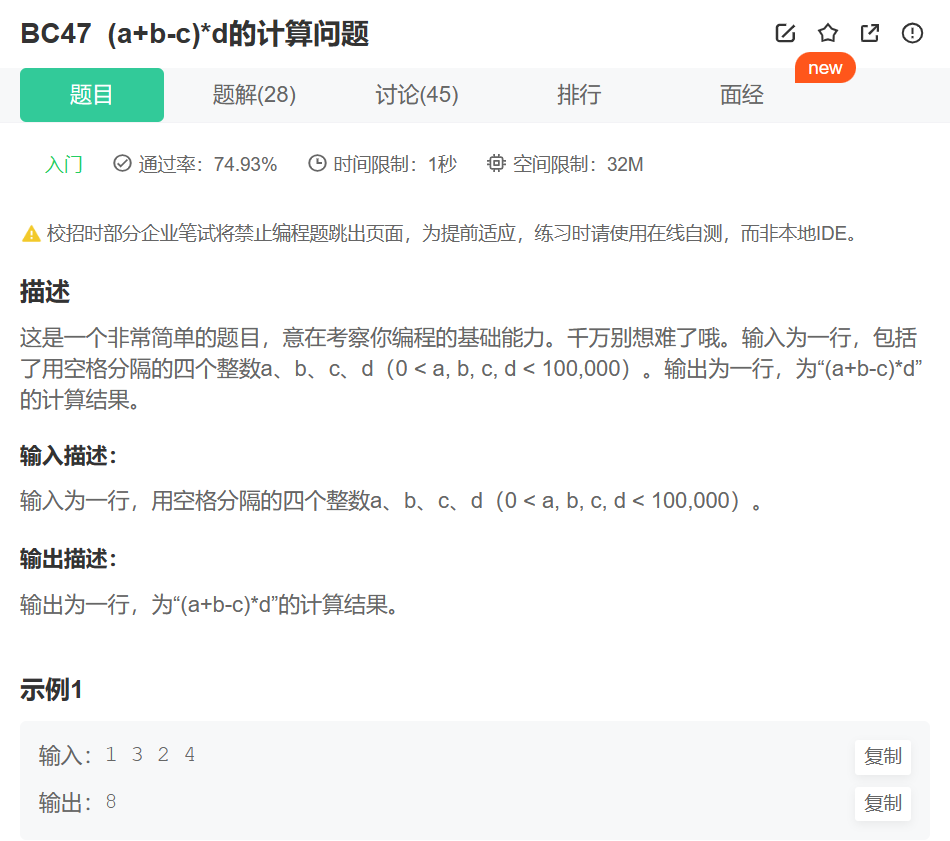 BC47 (a+b-c)*d的计算问题
new
题目 题解(28) 讨论(45) 排行 面经
入门 通过率：74.93% 时间限制：1秒 空间限制：32M
校招时部分企业笔试将禁止编程题跳出页面，为提前适应，练习时请使用在线自测，而非本地IDE。
描述
这是一个非常简单的题目，意在考察你编程的基础能力。千万别想难了哦。输入为一行，包括
了用空格分隔的四个整数a、b、c、d（0 < a, b, c, d < 100,000）。输出为一行，为“(a+b-c)*d”
的计算结果。
输入描述：
输入为一行，用空格分隔的四个整数a、b、c、d（0 < a, b, c, d < 100,000）。
输出描述：
输出为一行，为“(a+b-c)*d”的计算结果。
示例1
输入：1 3 2 4 复制
输出：8 复制